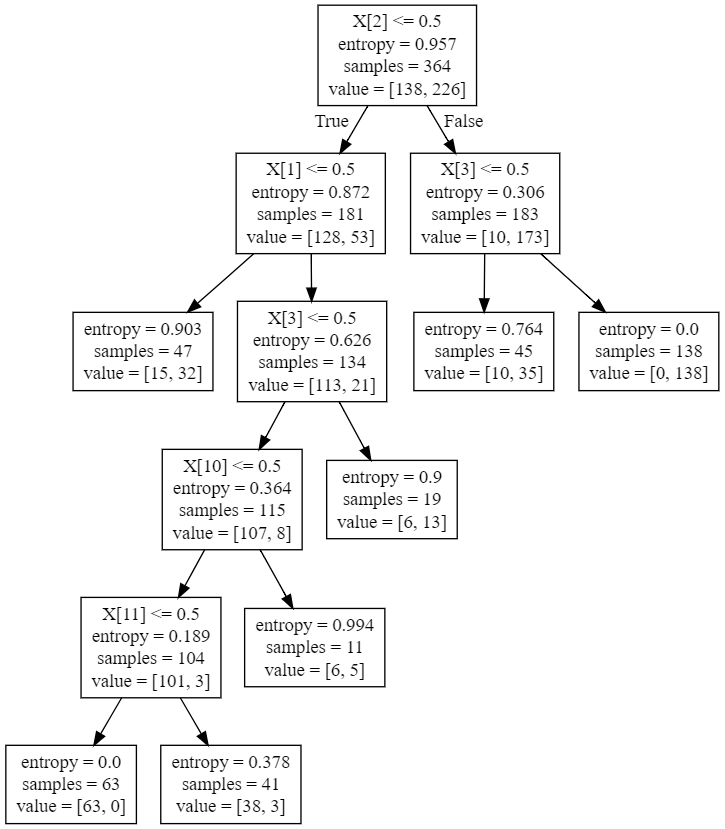 X[2] <= 0.5
entropy = 0.957
samples = 364
value = [138, 226]
True
False
X[1] <= 0.5
entropy = 0.872
samples = 181
value = [128, 53]
X[3] <= 0.5
entropy = 0.306
samples = 183
value = [10, 173]
entropy = 0.903
samples = 47
value = [15, 32]
X[3] <= 0.5
entropy = 0.626
samples = 134
value = [113, 21]
entropy = 0.764
samples = 45
value = [10, 35]
entropy = 0.0
samples = 138
value = [0, 138]
X[10] <= 0.5
entropy = 0.364
samples = 115
value = [107, 8]
entropy = 0.9
samples = 19
value = [6, 13]
X[11] <= 0.5
entropy = 0.189
samples = 104
value = [101, 3]
entropy = 0.994
samples = 11
value = [6, 5]
entropy = 0.0
samples = 63
value = [63, 0]
entropy = 0.378
samples = 41
value = [38, 3]